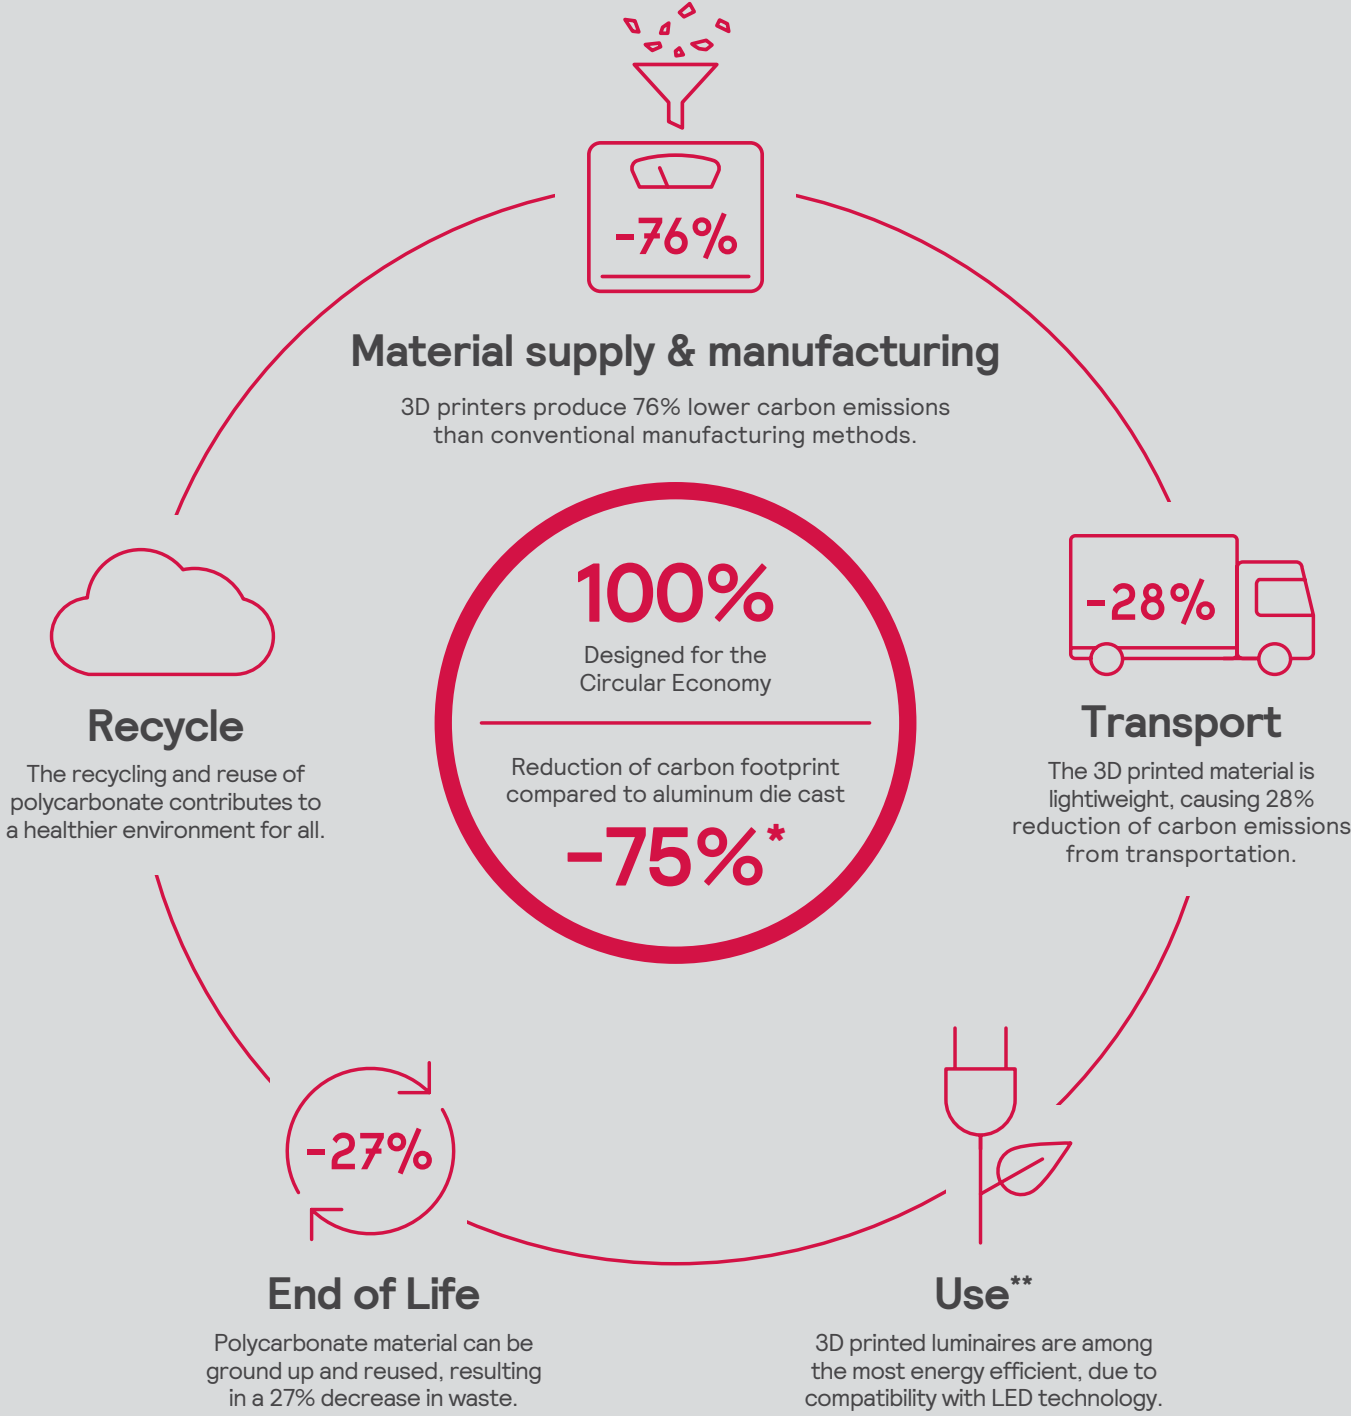 -76%
Material supply & manufacturing
3D printers produce 76% lower carbon emissions
than conventional manufacturing methods.
100%
Designed for the
Circular Economy
Reduction of carbon footprint
compared to aluminum die cast
-75%*
-28%
Transport
The 3D printed material is
lightiweight, causing 28%
reduction of carbon emissions
from transportation.
Use**
3D printed luminaires are among
the most energy efficient, due to
compatibility with LED technology.
-27%
End of Life
Polycarbonate material can be
ground up and reused, resulting
in a 27% decrease in waste.
Recycle
The recycling and reuse of
polycarbonate contributes to
a healthier environment for all.